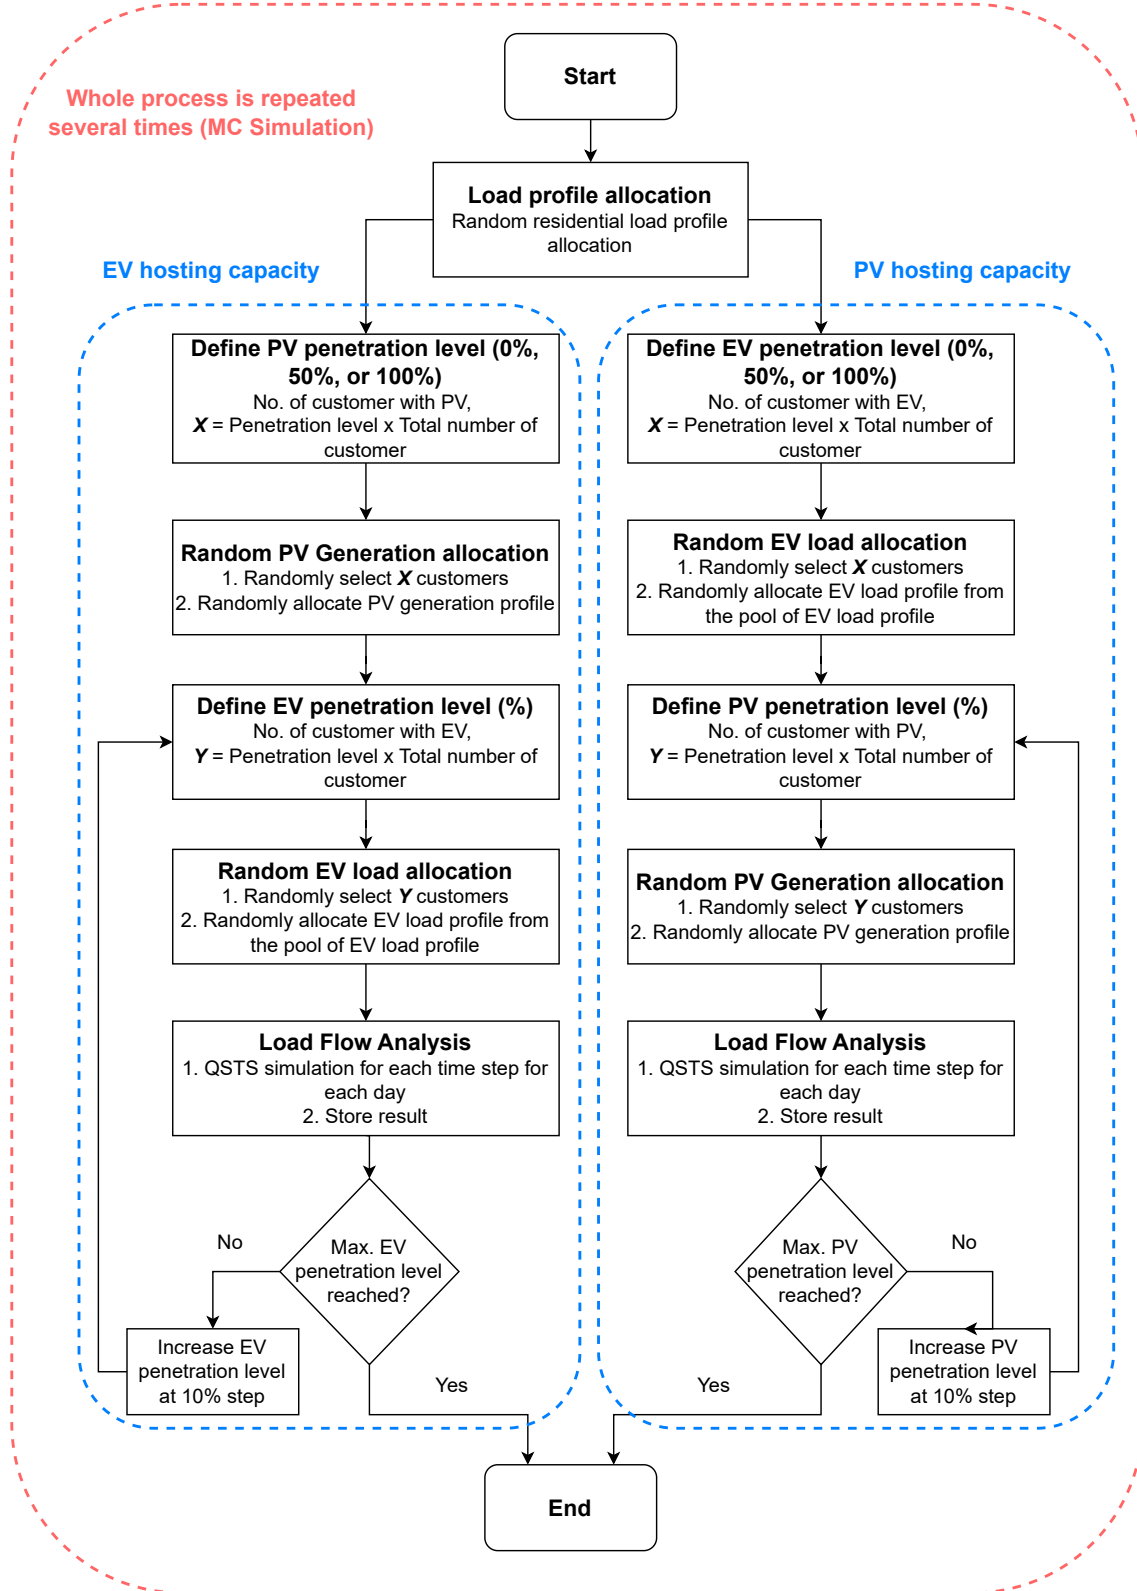 Start
Whole process is repeated
several times (MC Simulation)
Load profile allocation
Random residential load profile
allocation
EV hosting capacity
Define PV penetration level (0%,
50%, or 100%)
No. of customer with PV,
X = Penetration level x Total number of
customer
Random PV Generation allocation
1. Randomly select X customers
2. Randomly allocate PV generation profile
Define EV penetration level (%)
No. of customer with EV,
Y = Penetration level x Total number of
customer
Random EV load allocation
1. Randomly select Y customers
2. Randomly allocate EV load profile from
the pool of EV load profile
Load Flow Analysis
1. QSTS simulation for each time step for
each day
2. Store result
Max. EV
penetration level
reached?
No
Increase EV
penetration level
at 10% step
Yes
PV hosting capacity
Define EV penetration level (0%,
50%, or 100%)
No. of customer with EV,
X = Penetration level x Total number of
customer
Random EV load allocation
1. Randomly select X customers
2. Randomly allocate EV load profile from
the pool of EV load profile
Define PV penetration level (%)
No. of customer with PV,
Y = Penetration level x Total number of
customer
Random PV Generation allocation
1. Randomly select Y customers
2. Randomly allocate PV generation profile
Load Flow Analysis
1. QSTS simulation for each time step for
each day
2. Store result
Max. PV
penetration level
reached?
No
Increase PV
penetration level
at 10% step
Yes
End